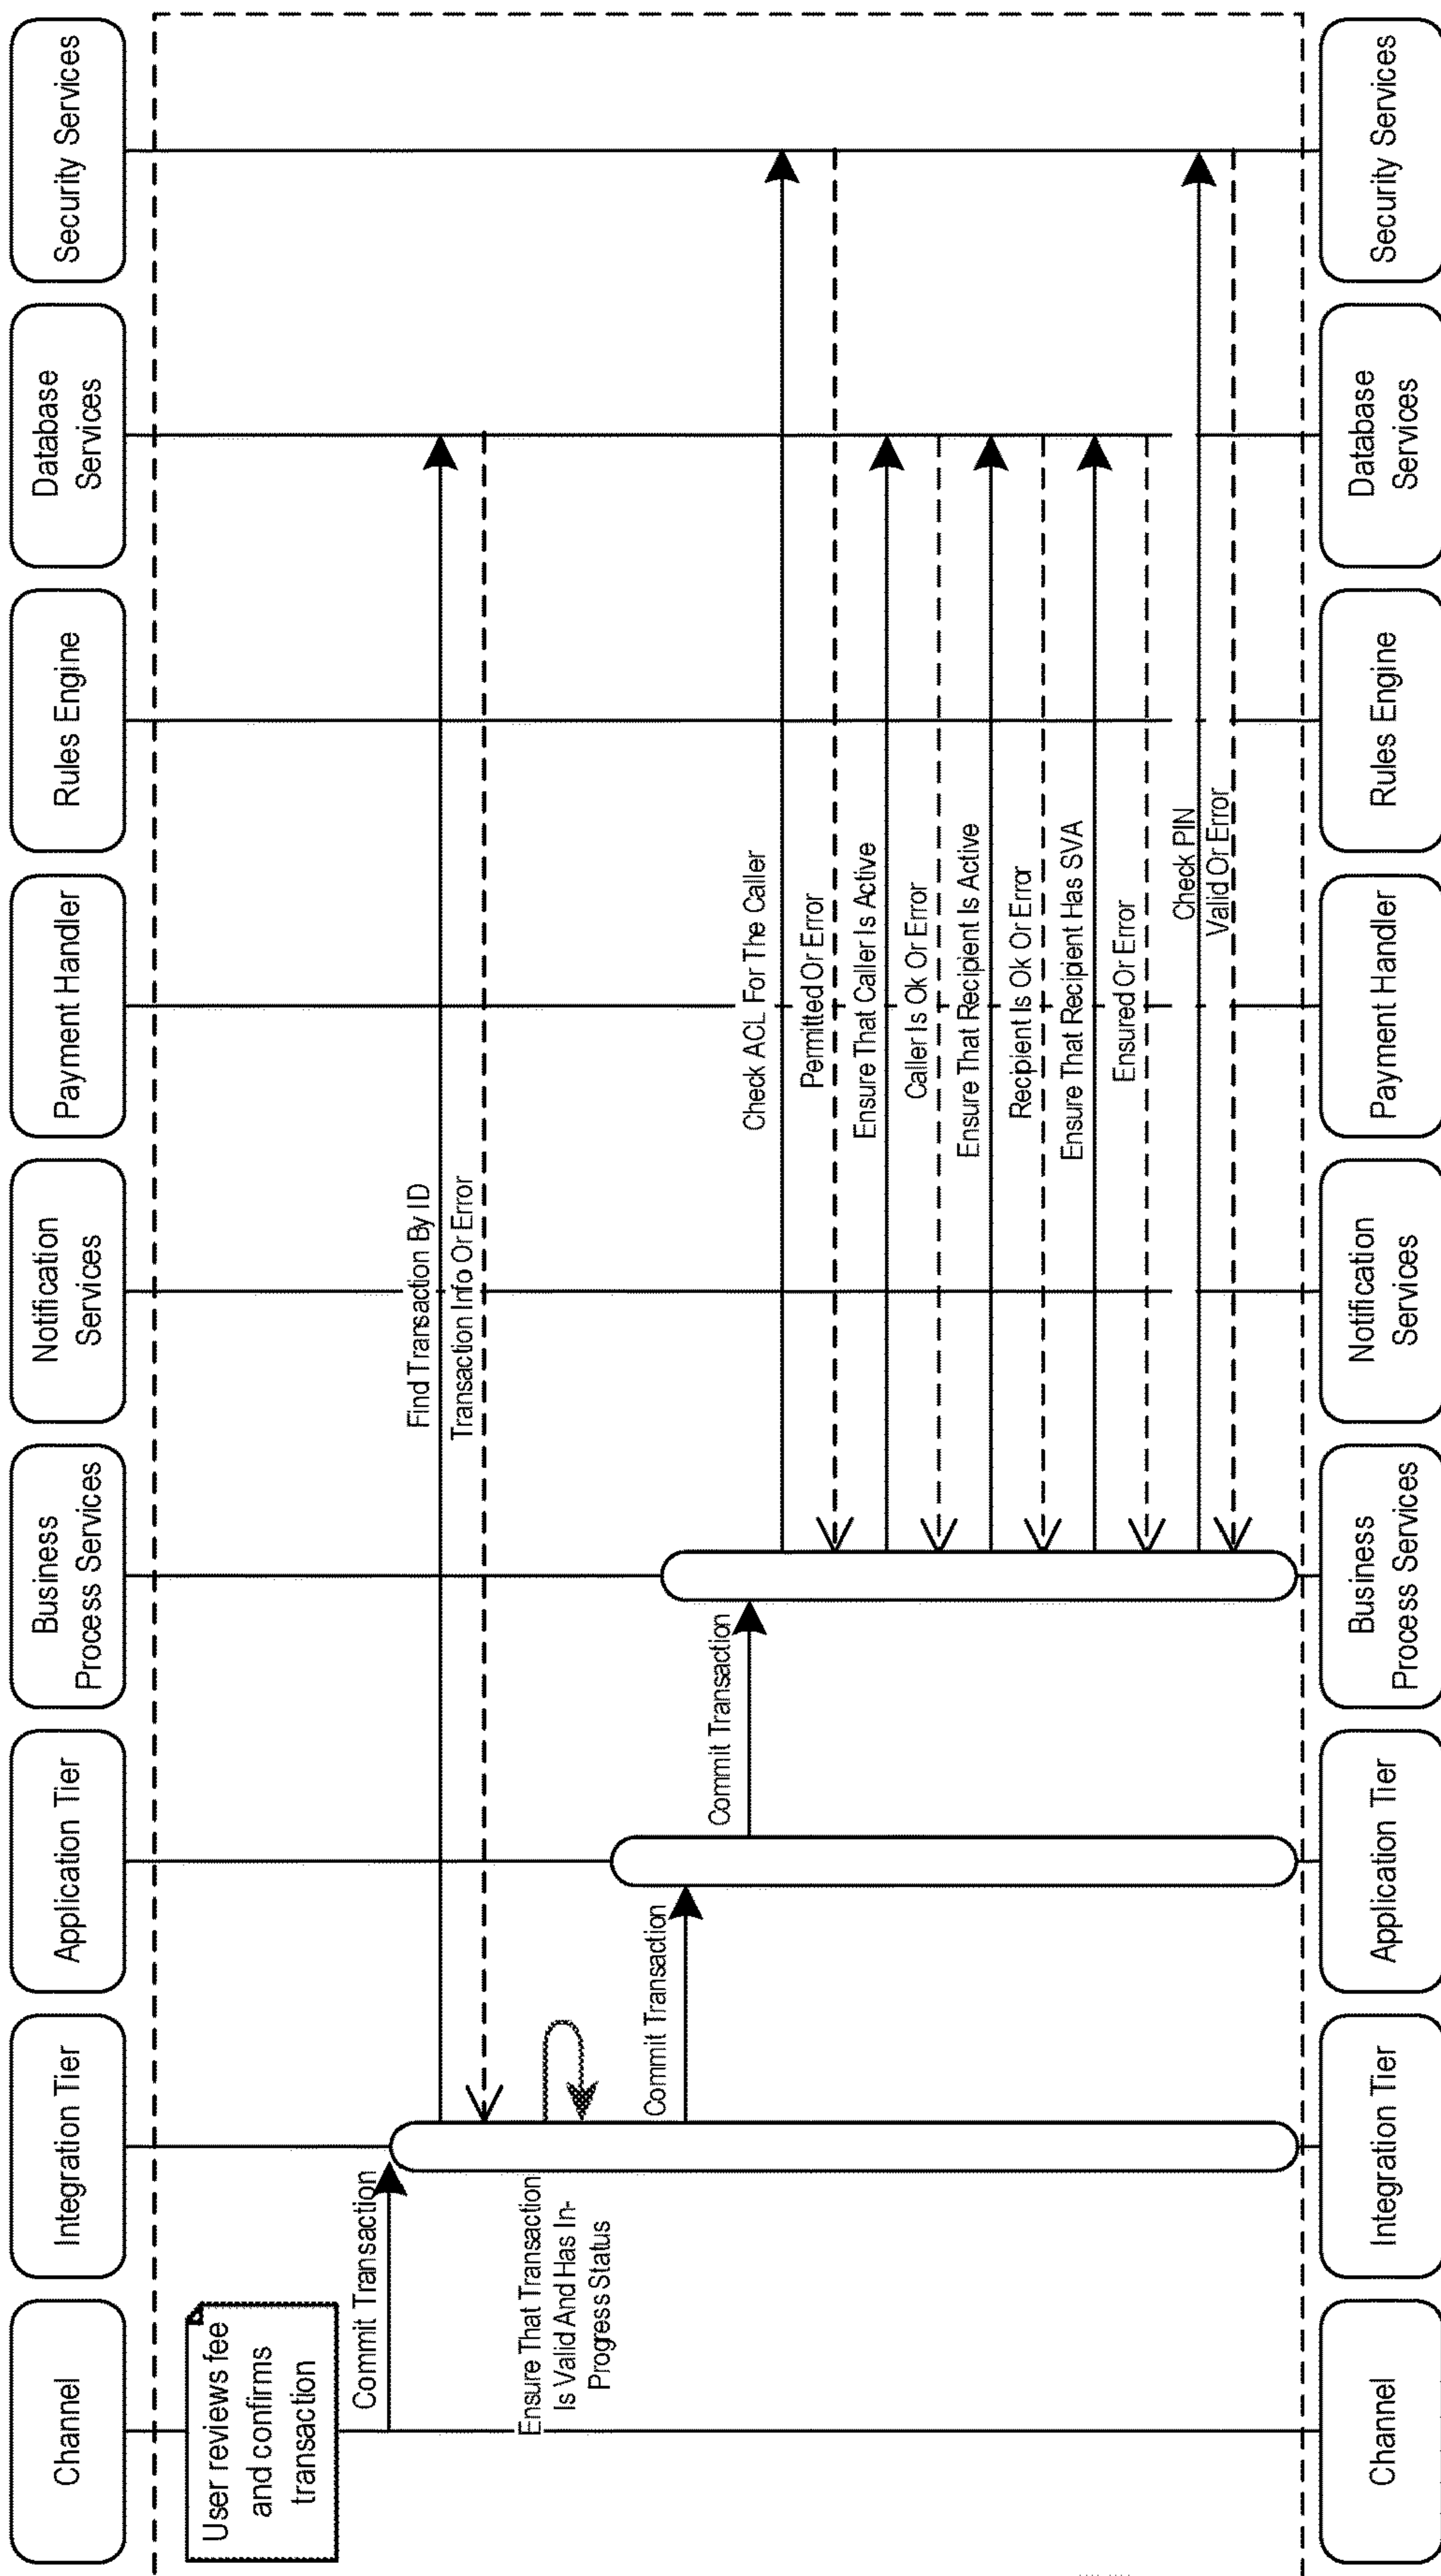 Channel
Integration Tier
Application Tier
Business
Process Services
Notification
Services
Payment Handler
Rules Engine
Database
Services
Security Services
User reviews fee
and confirms
transaction
Commit Transaction
Find Transaction By ID
Transaction Info Or Error
Ensure That Transaction
Is Valid And Has In-
Progress Status
Commit Transaction
Commit Transaction
Check ACL For The Caller
Permitted Or Error
Ensure That Caller Is Active
Caller Is Ok Or Error
Ensure That Recipient Is Active
Recipient Is Ok Or Error
Ensure That Recipient Has SVA
Ensured Or Error
Check PIN
Valid Or Error
Channel
Integration Tier
Application Tier
Business
Process Services
Notification
Services
Payment Handler
Rules Engine
Database
Services
Security Services